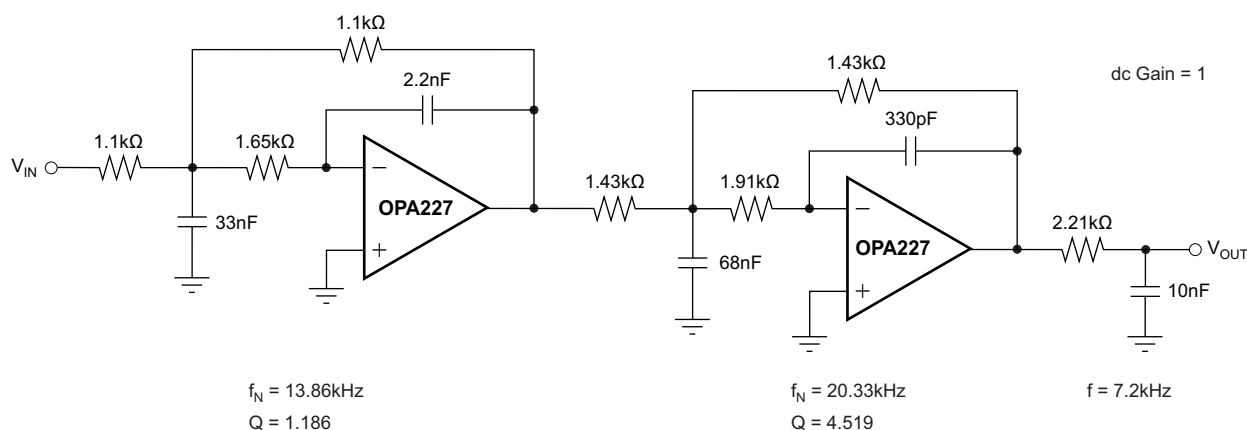 1.1kΩ
1.43kΩ
dc Gain = 1
2.2nF
330pF
1.1kΩ
1.65kΩ
V_IN
−
1.43kΩ
1.91kΩ
−
OPA227
2.21kΩ
33nF
OPA227
V_OUT
+
68nF
+
10nF
f_N = 13.86kHz
f_N = 20.33kHz
f = 7.2kHz
Q = 1.186
Q = 4.519